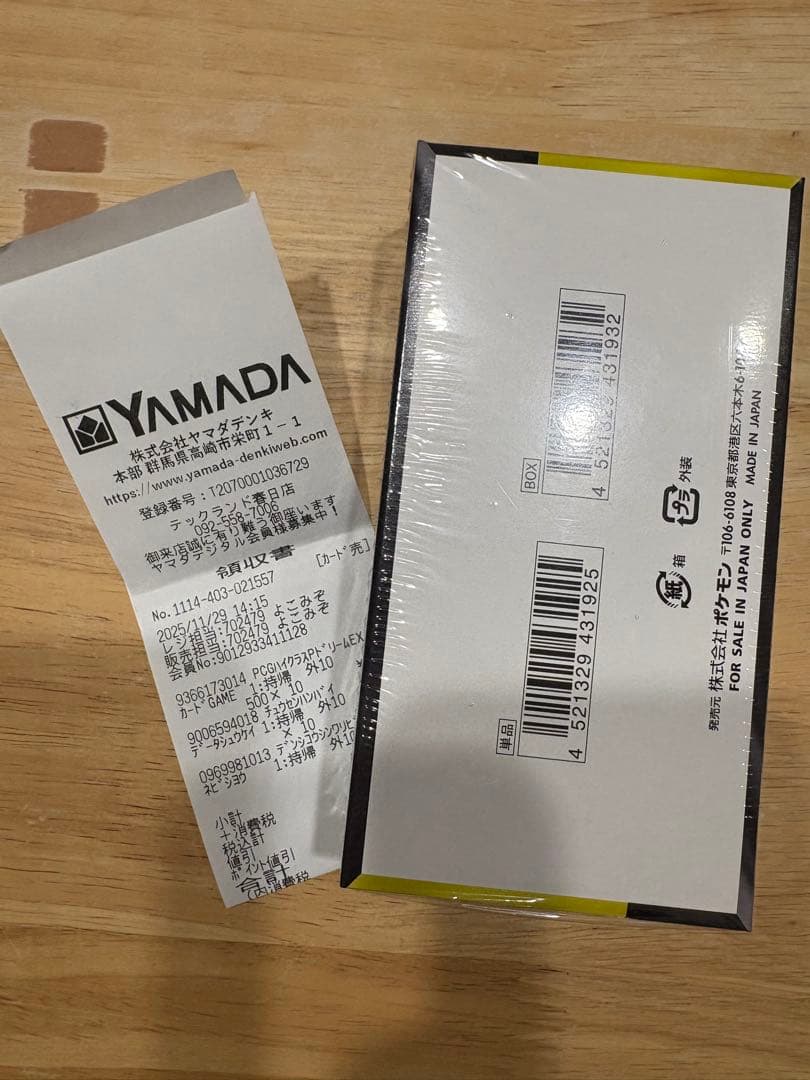 YAMADA
株式会社ヤマダデンキ
本部 群馬県高崎市栄町1-1
https://www.yamada-denkiweb.com
登録番号:T2070001036729
テックランド春日店
092-558-7006
御来店誠に有り難う御座います
ヤマダデジタル会員様募集中!
領収書
[カード売]
No.1114-403-021557
2025/11/29 14:15
レジ担当:702479 よこみぞ
販売担当:702479 よこみぞ
会員No:9012933411128
9366173014 PCGハイクラスPドリームEX
カードGAME 1:持帰 外10
500× 10
9006594018 チュウセンハンバイ
データシュウケイ 1:持帰 外10
× 10
0969981013 デンシコウシンワリビ
ネビショウ 1:持帰 外10
小計
+消費税
税込計
値引
ポイント値引
合計
(内消費税
BOX
4 521329 431932
単品
4 521329 431925
プラ
外装
紙
箱
発売元 株式会社ポケモン 〒106-6108 東京都港区六本木6-10
FOR SALE IN JAPAN ONLY MADE IN JAPAN